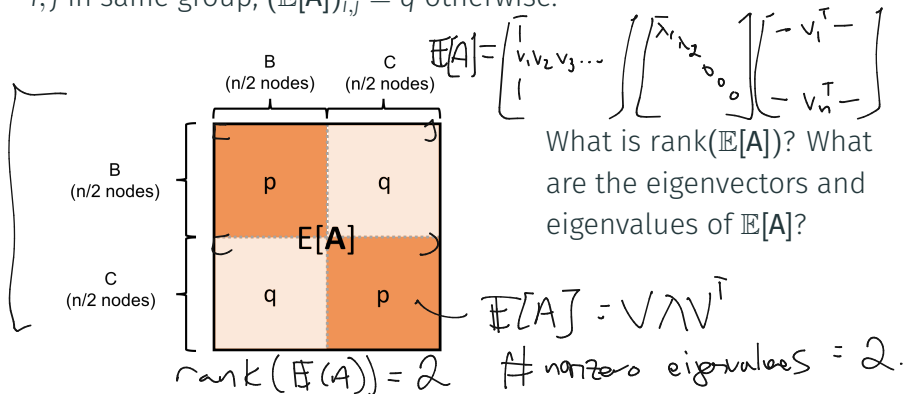 i, j in same group, (𝔼[A])i,j = q otherwise.
𝔼[A] = [v₁ v₂ v₃ ...] [λ₁ λ₂ 0 0 0] [– v₁ᵀ – – vₙᵀ –]
B
(n/2 nodes)
C
(n/2 nodes)
What is rank(𝔼[A])? What
are the eigenvectors and
eigenvalues of 𝔼[A]?
B
(n/2 nodes)
p
q
E[A]
C
(n/2 nodes)
q
p
𝔼[A] = VΛVᵀ
rank(𝔼(A)) = 2
# nonzero eigenvalues = 2.